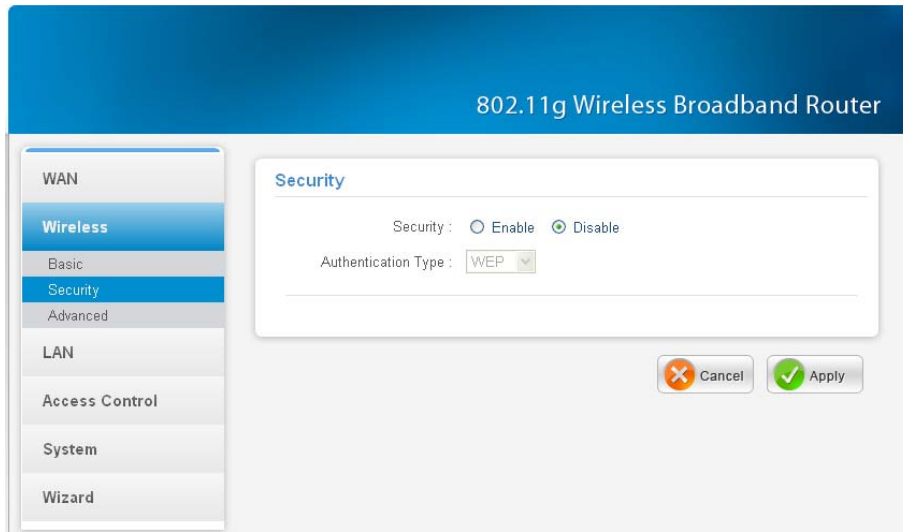 802.11g Wireless Broadband Router
WAN
Wireless
Basic
Security
Advanced
LAN
Access Control
System
Wizard
Security
Security : Enable Disable
Authentication Type : WEP
Cancel Apply